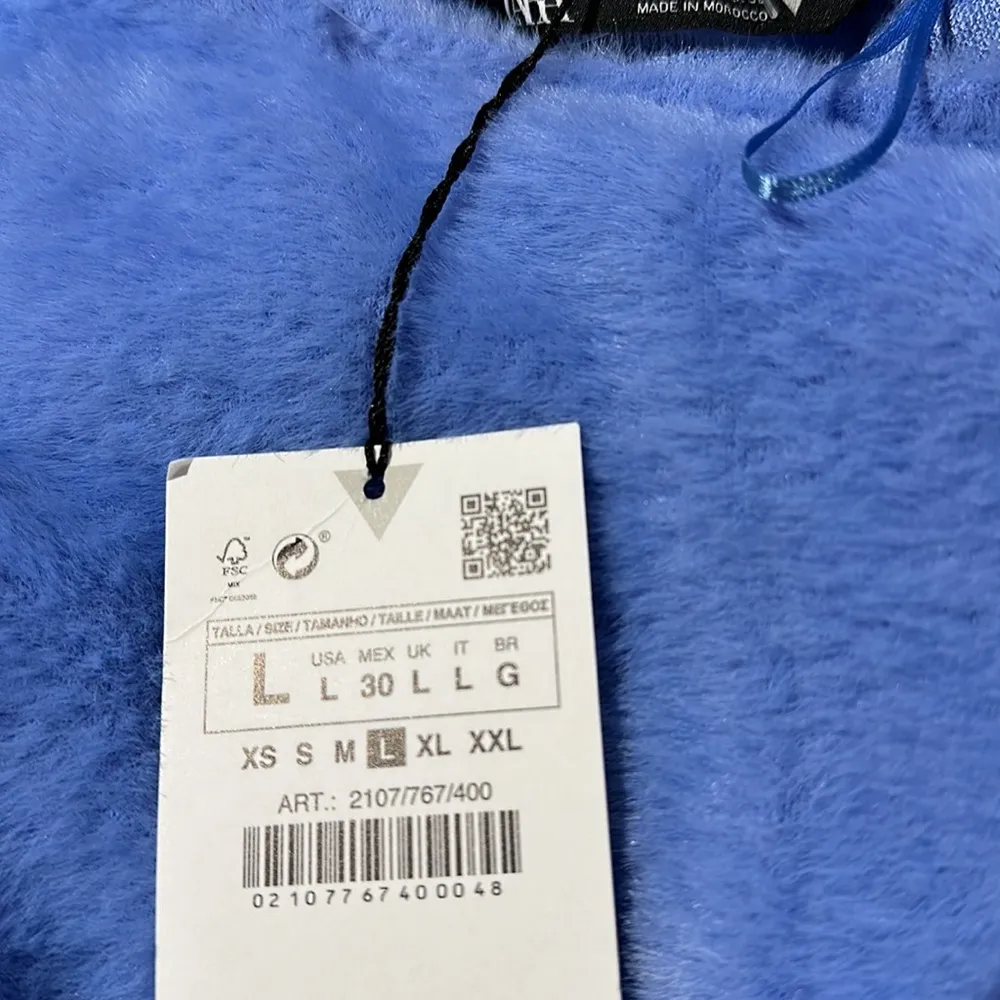 MADE IN MOROCCO
FSC
MIX
®
TALLA / SIZE / TAMANHO / TAILLE / MAAT / ΜΕΓΕΘΟΣ
USA MEX UK IT BR
L L 30 L L G
XS S M L XL XXL
ART.: 2107/767/400
02107767400048